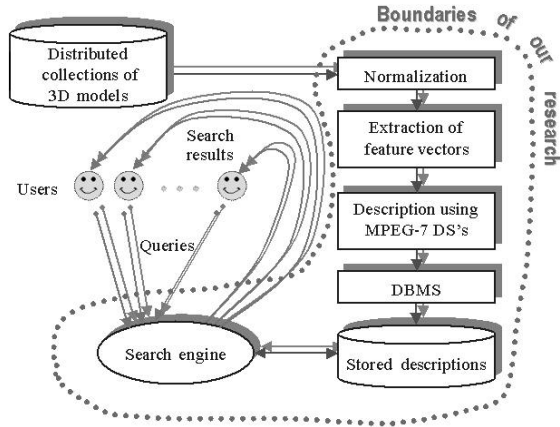 Boundaries of our research
Distributed
collections of
3D models
Normalization
Extraction of
feature vectors
Search
results
Users
Description using
MPEG-7 DS's
Queries
DBMS
Search engine
Stored descriptions